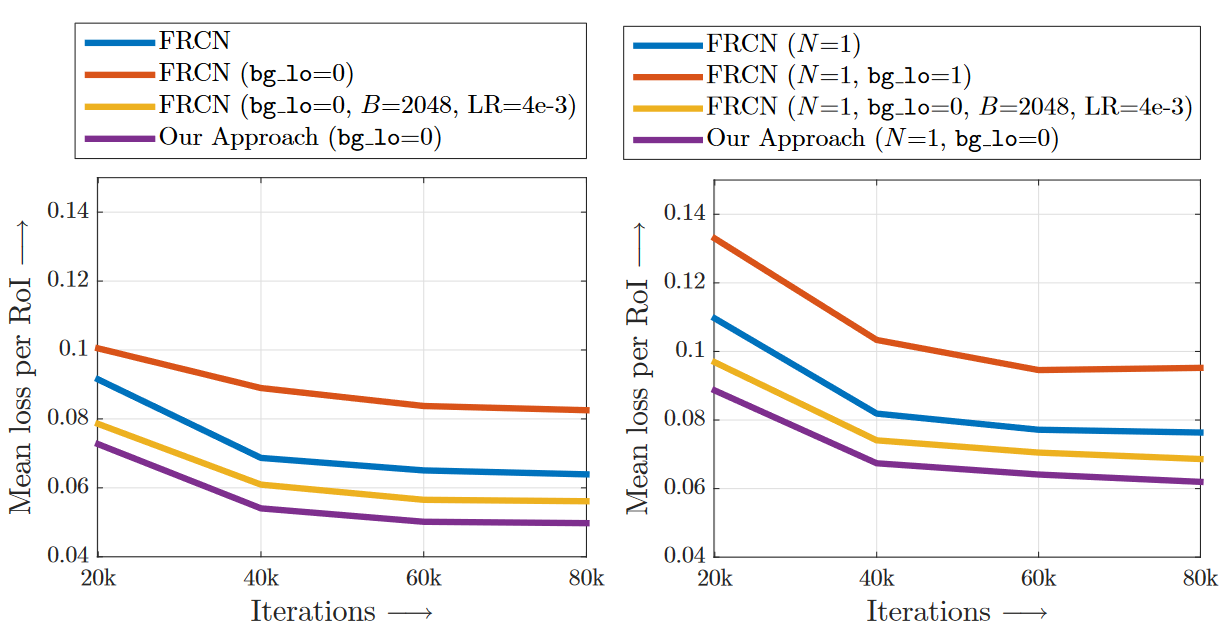 FRCN
FRCN (bg_lo=0)
FRCN (bg_lo=0, B=2048, LR=4e-3)
Our Approach (bg_lo=0)
0.14
0.12
0.1
0.08
0.06
0.04
20k 40k 60k 80k
Mean loss per RoI ⟶
Iterations ⟶
FRCN (N=1)
FRCN (N=1, bg_lo=1)
FRCN (N=1, bg_lo=0, B=2048, LR=4e-3)
Our Approach (N=1, bg_lo=0)
0.14
0.12
0.1
0.08
0.06
0.04
20k 40k 60k 80k
Mean loss per RoI ⟶
Iterations ⟶